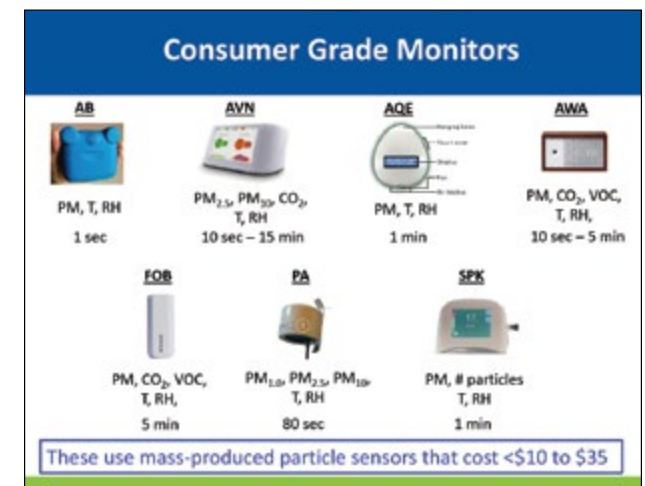 Consumer Grade Monitors
AB
PM, T, RH
1 sec
AVN
PM2.5, PM10, CO2,
T, RH
10 sec – 15 min
AQE
Display
PM, T, RH
1 min
AWA
PM, CO2, VOC,
T, RH,
10 sec – 5 min
FOB
PM, CO2, VOC,
T, RH,
5 min
PA
PM1.0, PM2.5, PM10,
T, RH
80 sec
SPK
PM, # particles
T, RH
1 min
These use mass-produced particle sensors that cost <$10 to $35